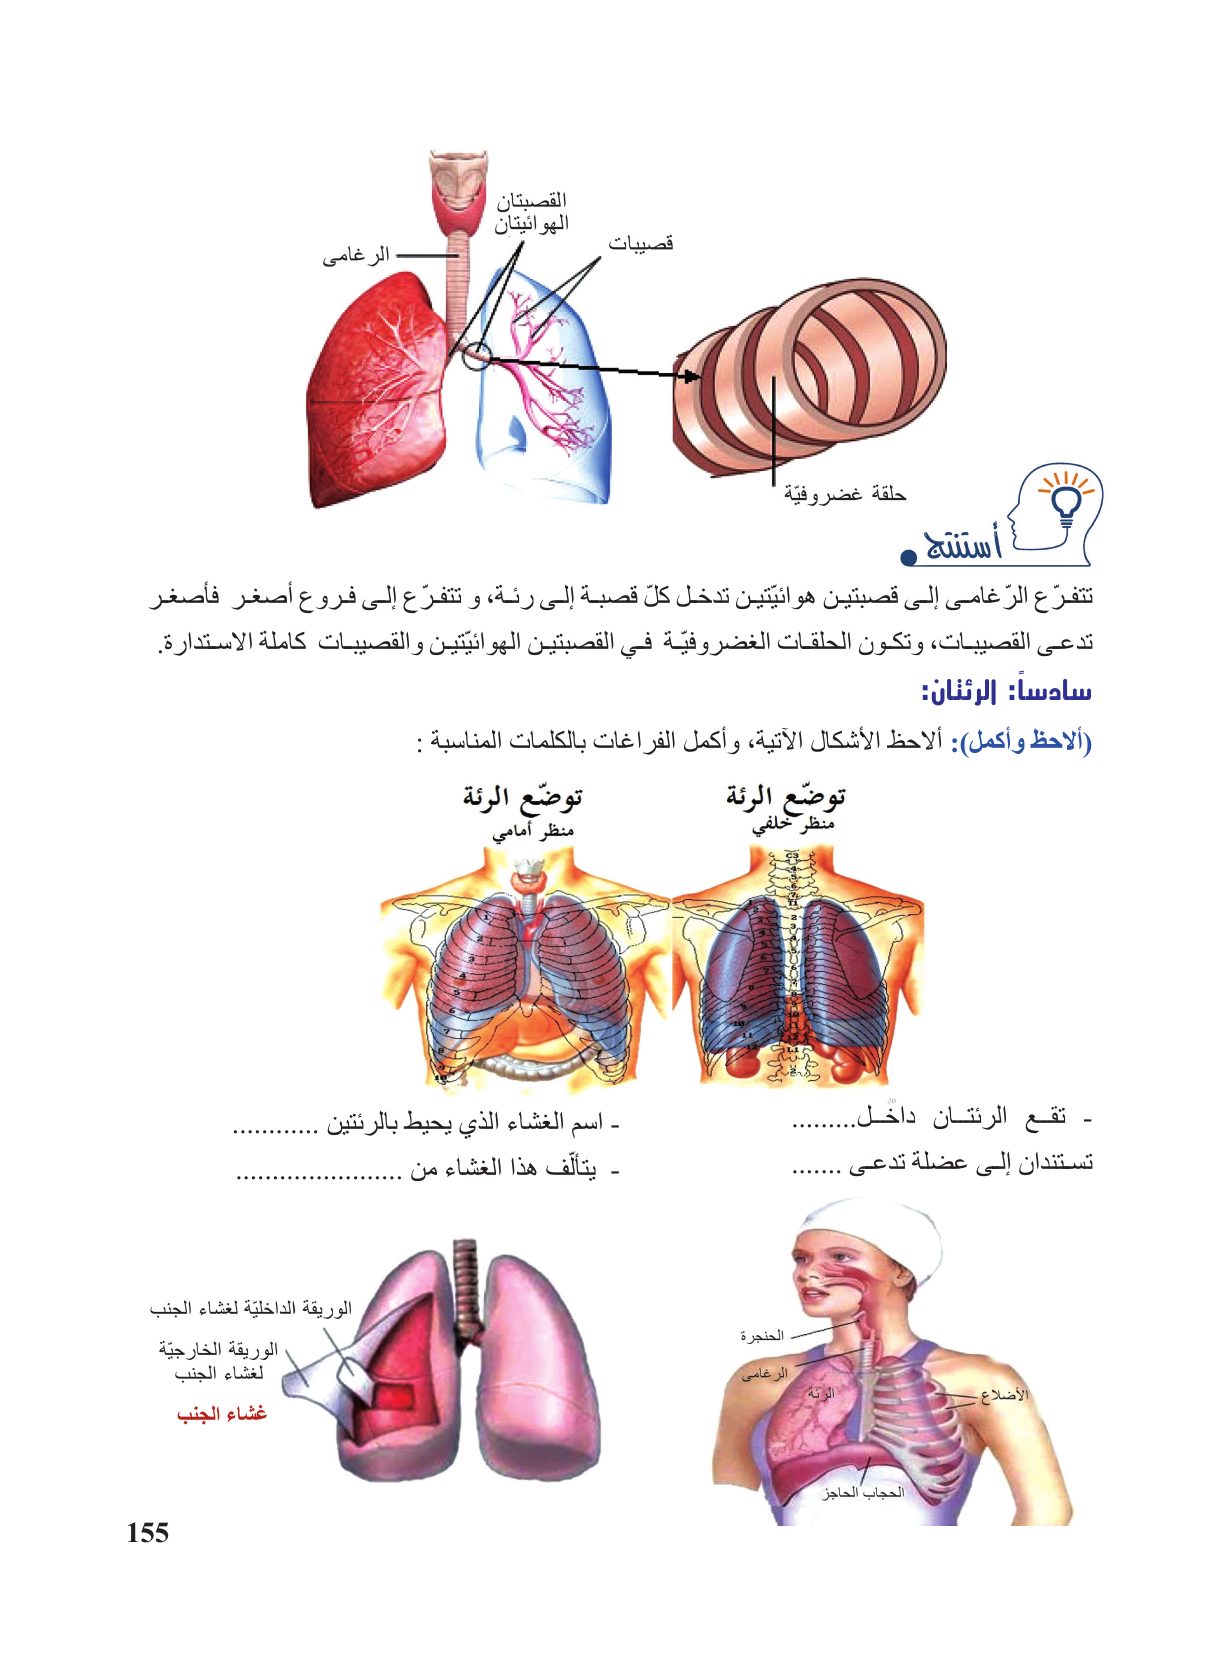 القصبتان
الهوائيتان
قصيبات
الرغامى
حلقة غضروفيّة
أستنتج
تتفرّع الرّغامى إلى قصبتين هوائيّتين تدخل كلّ قصبة إلى رئة، و تتفرّع إلى فروع أصغر فأصغر
تدعى القصيبات، وتكون الحلقات الغضروفيّة في القصبتين الهوائيّتين والقصيبات كاملة الاستدارة.
سادساً: الرئتان:
(ألاحظ وأكمل): ألاحظ الأشكال الآتية، وأكمل الفراغات بالكلمات المناسبة :
توضّع الرئة
منظر خلفي
توضّع الرئة
منظر أمامي
- تقع الرئتان داخل.........
تستندان إلى عضلة تدعى .......
- اسم الغشاء الذي يحيط بالرئتين ............
- يتألّف هذا الغشاء من .......................
الحنجرة
الرغامى
الرئة
الأضلاع
الحجاب الحاجز
الوريقة الداخليّة لغشاء الجنب
الوريقة الخارجيّة
لغشاء الجنب
غشاء الجنب
155